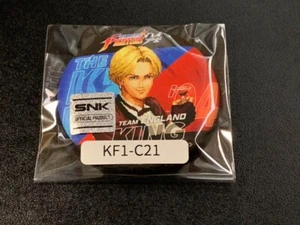 THE
SNK
OFFICIAL PRODUCT
TEAM ENGLAND
KING
KF1-C21